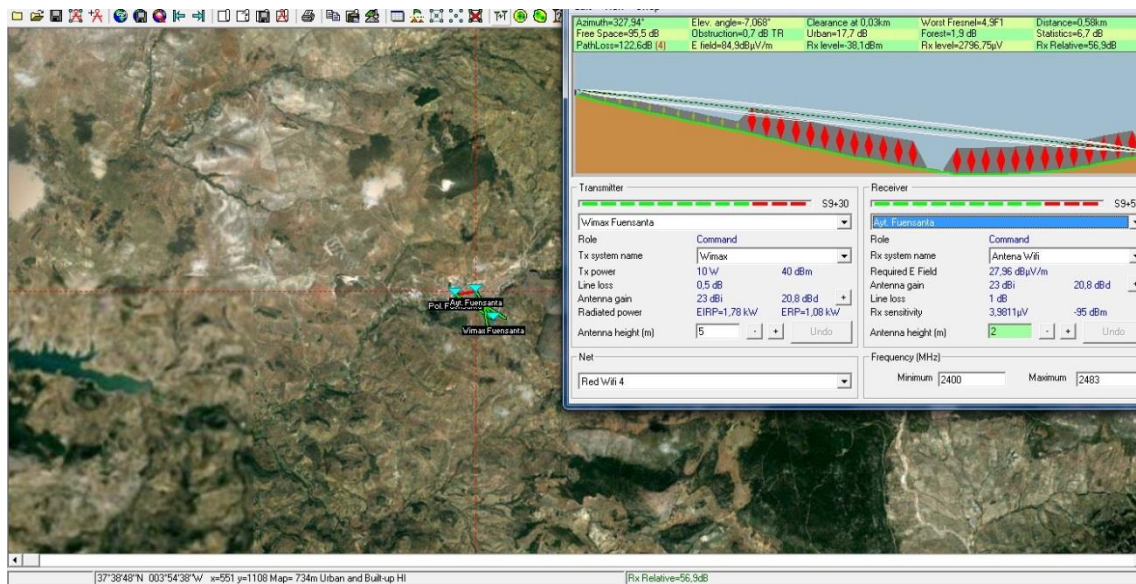 Azimuth=327,94° Elev. angle=-7,068° Clearance at 0,03km Worst Fresnel=4,9F1 Distance=0,58km
Free Space=95,5 dB Obstruction=0,7 dB TR Urban=17,7 dB Forest=1,9 dB Statistics=6,7 dB
PathLoss=122,6dB (4) E field=84,9dBµV/m Rx level=-38,1dBm Rx level=2796,75µV Rx Relative=56,9dB
Transmitter Receiver
S9+30 S9+5
Wimax Fuensanta Ayt. Fuensanta
Role Command Role Command
Tx system name Wimax Rx system name Antena Wifi
Tx power 10 W 40 dBm Required E Field 27,96 dBµV/m
Line loss 0,5 dB Antenna gain 23 dBi 20,8 dBd +
Antenna gain 23 dBi 20,8 dBd + Line loss 1 dB
Radiated power EIRP=1,78 kW ERP=1,08 kW Rx sensitivity 3,9811µV -95 dBm
Antenna height (m) 5 - + Undo Antenna height (m) 2 - + Undo
Net Frequency (MHz)
Red Wifi 4 Minimum 2400 Maximum 2483
Ayt. Fuensanta
Wimax Fuensanta
37°38'48"N 003°54'38"W x=551 y=1108 Map= 734m Urban and Built-up HI Rx Relative=56,9dB